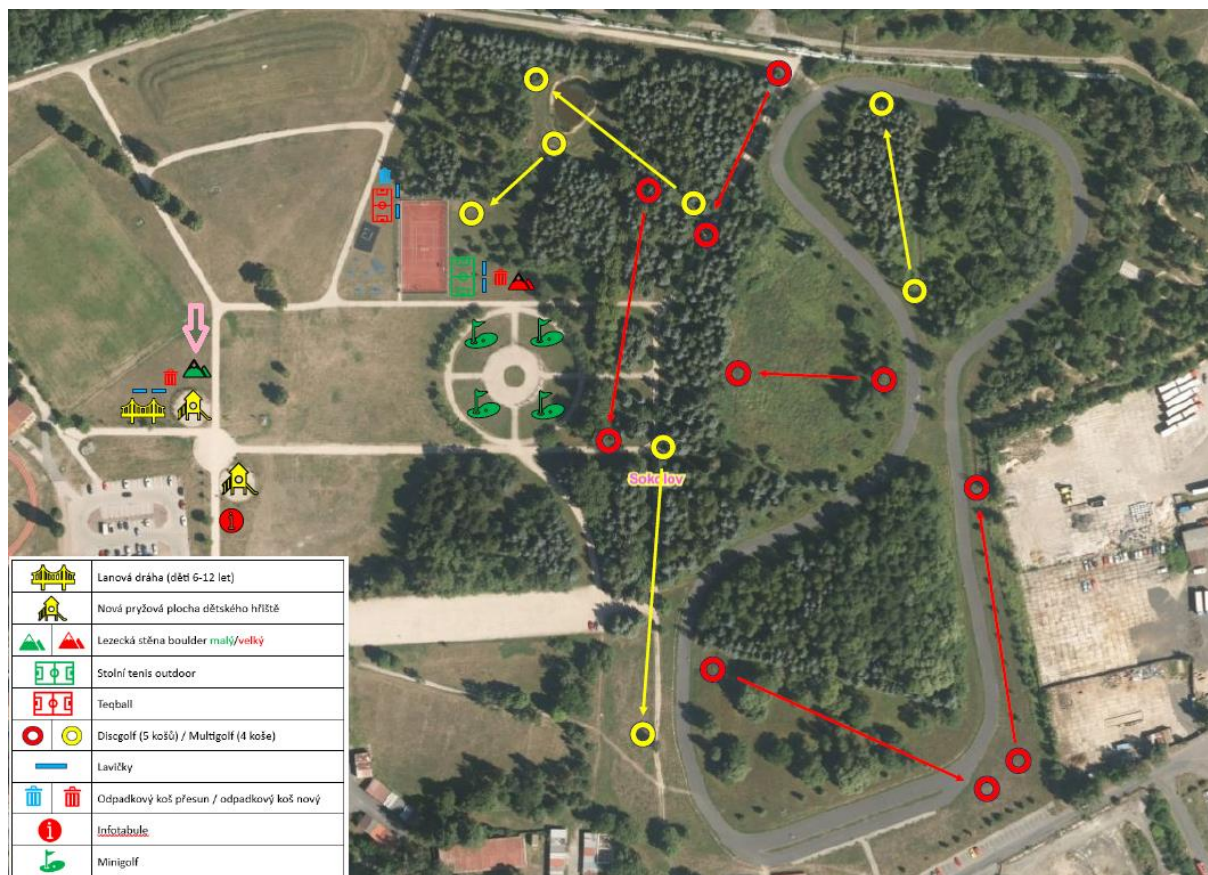 Sokolov
Lanová dráha (děti 6-12 let)
Nová pryžová plocha dětského hřiště
Lezecká stěna boulder malý/velký
Stolní tenis outdoor
Teqball
Discgolf (5 košů) / Multigolf (4 koše)
Lavičky
Odpadkový koš přesun / odpadkový koš nový
Infotabule
Minigolf